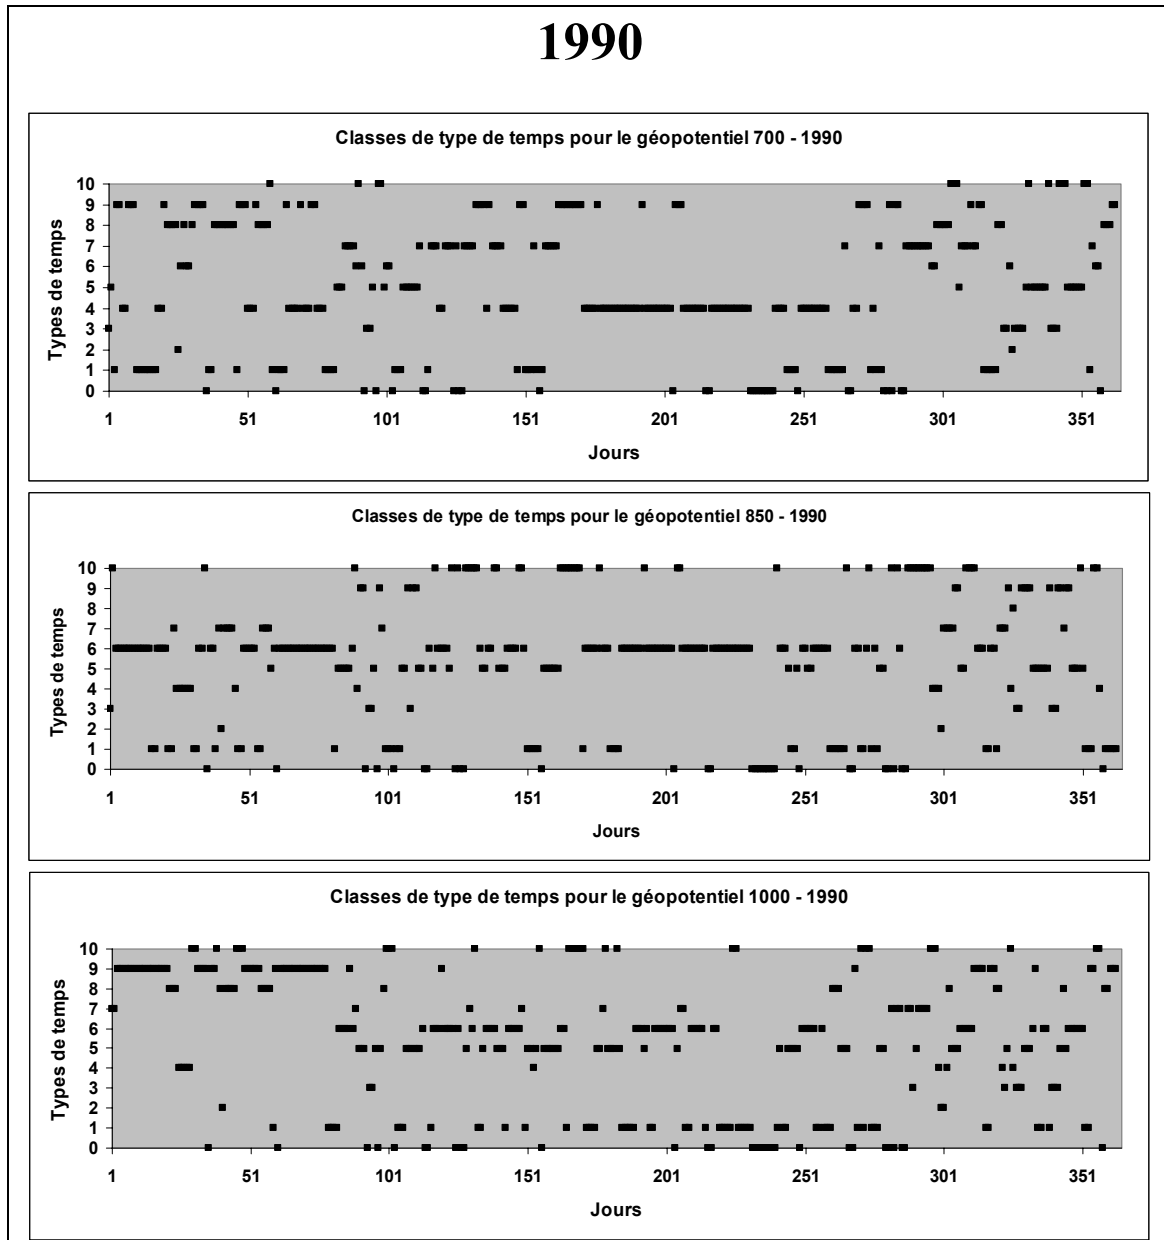 1990
Classes de type de temps pour le géopotentiel 700 - 1990
Types de temps
10
9
8
7
6
5
4
3
2
1
0
1 51 101 151 201 251 301 351
Jours
Classes de type de temps pour le géopotentiel 850 - 1990
Types de temps
10
9
8
7
6
5
4
3
2
1
0
1 51 101 151 201 251 301 351
Jours
Classes de type de temps pour le géopotentiel 1000 - 1990
Types de temps
10
9
8
7
6
5
4
3
2
1
0
1 51 101 151 201 251 301 351
Jours